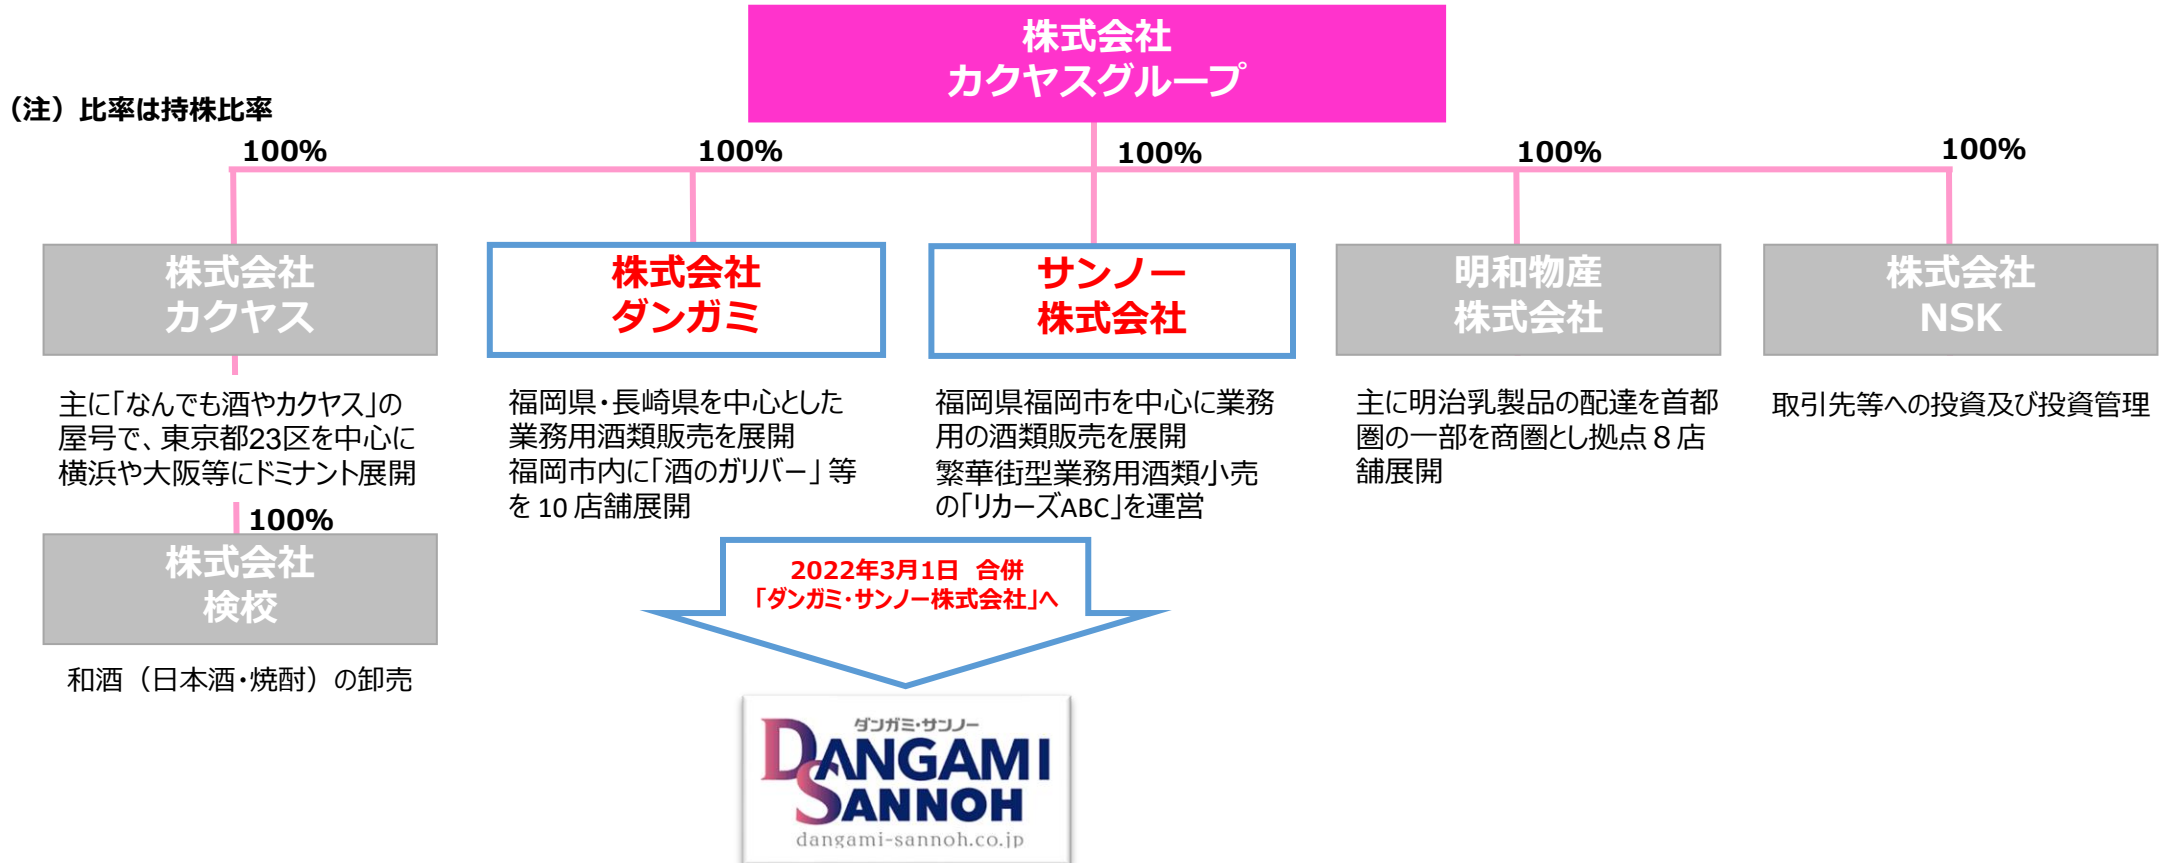 株式会社
カクヤスグループ
（注）比率は持株比率
100%
100%
100%
100%
100%
株式会社
カクヤス
主に「なんでも酒やカクヤス」の
屋号で、東京都23区を中心に
横浜や大阪等にドミナント展開
100%
株式会社
検校
和酒（日本酒・焼酎）の卸売
株式会社
ダンガミ
福岡県・長崎県を中心とした
業務用酒類販売を展開
福岡市内に「酒のガリバー」等
を10店舗展開
サンノー
株式会社
福岡県福岡市を中心に業務
用の酒類販売を展開
繁華街型業務用酒類小売
の「リカーズABC」を運営
明和物産
株式会社
主に明治乳製品の配達を首都
圏の一部を商圏とし拠点８店
舗展開
株式会社
NSK
取引先等への投資及び投資管理
2022年3月1日 合併
「ダンガミ・サンノー株式会社」へ
ダンガミ・サンノー
DANGAMI
SANNOH
dangami-sannoh.co.jp